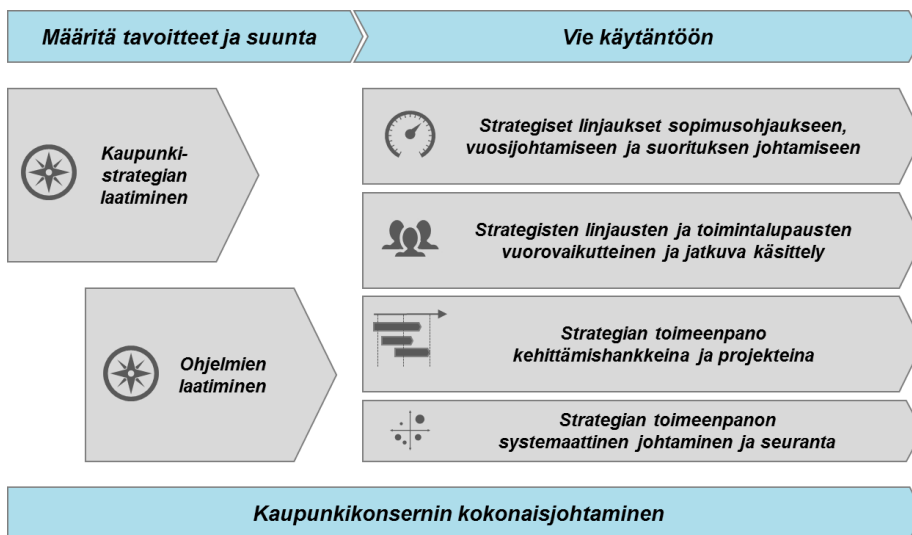 Määritä tavoitteet ja suunta
Vie käytäntöön
Kaupunki-
strategian
laatiminen
Ohjelmien
laatiminen
Strategiset linjaukset sopimusohjaukseen,
vuosijohtamiseen ja suorituksen johtamiseen
Strategisten linjausten ja toimintalupausten
vuorovaikutteinen ja jatkuva käsittely
Strategian toimeenpano
kehittämishankkeina ja projekteina
Strategian toimeenpanon
systemaattinen johtaminen ja seuranta
Kaupunkikonsernin kokonaisjohtaminen